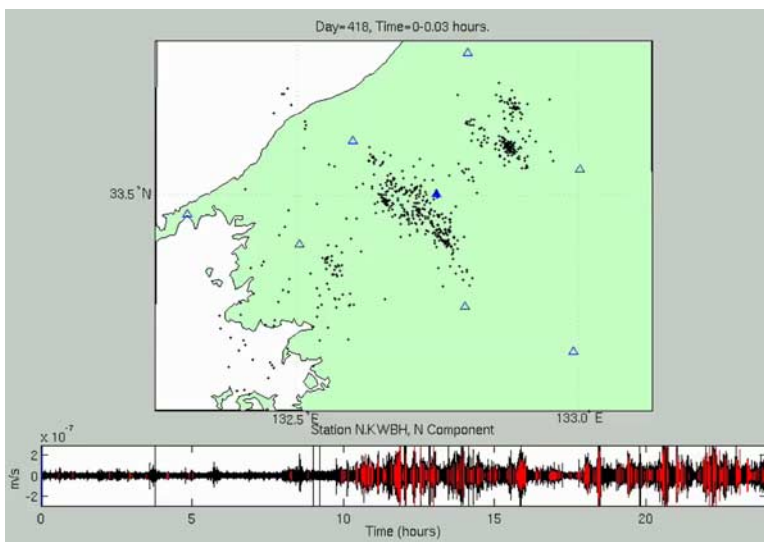 Day=418, Time=0-0.03 hours.
33.5°N
132.5°E
133.0°E
Station N.KWBH, N Component
x 10⁻⁷
2
0
-2
m/s
0
5
10
15
20
Time (hours)